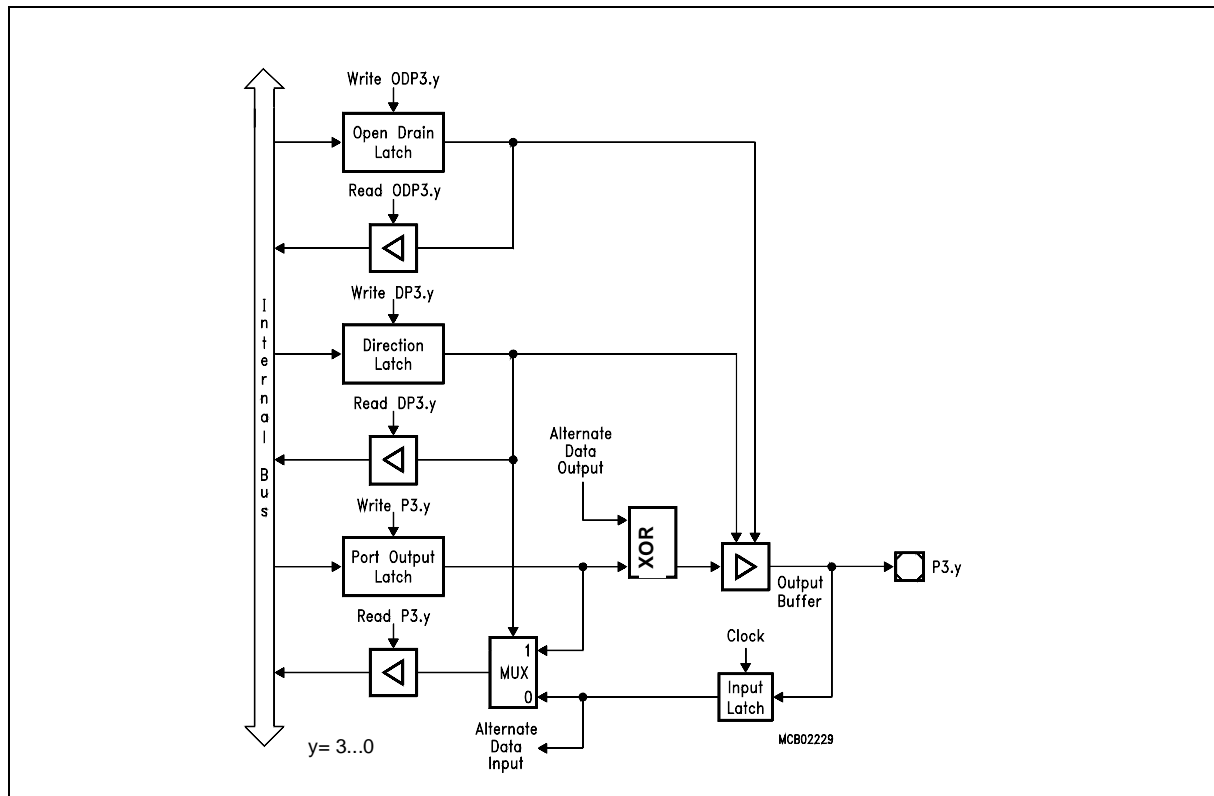 Write ODP3.y
Open Drain
Latch
Read ODP3.y
Write DP3.y
Direction
Latch
Read DP3.y
Internal Bus
Alternate
Data
Output
Write P3.y
Port Output
Latch
XOR
Output
Buffer
P3.y
Read P3.y
1
MUX
0
Clock
Input
Latch
Alternate
Data
Input
MCB02229
y= 3...0